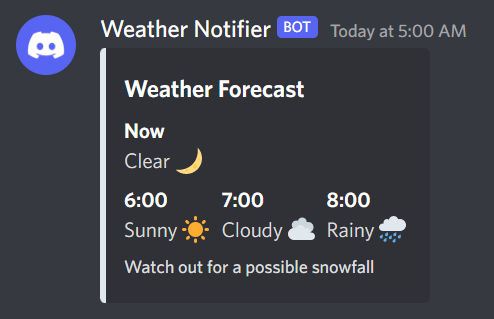 Weather Notifier BOT Today at 5:00 AM
Weather Forecast
Now
Clear
6:00 7:00 8:00
Sunny Cloudy Rainy
Watch out for a possible snowfall